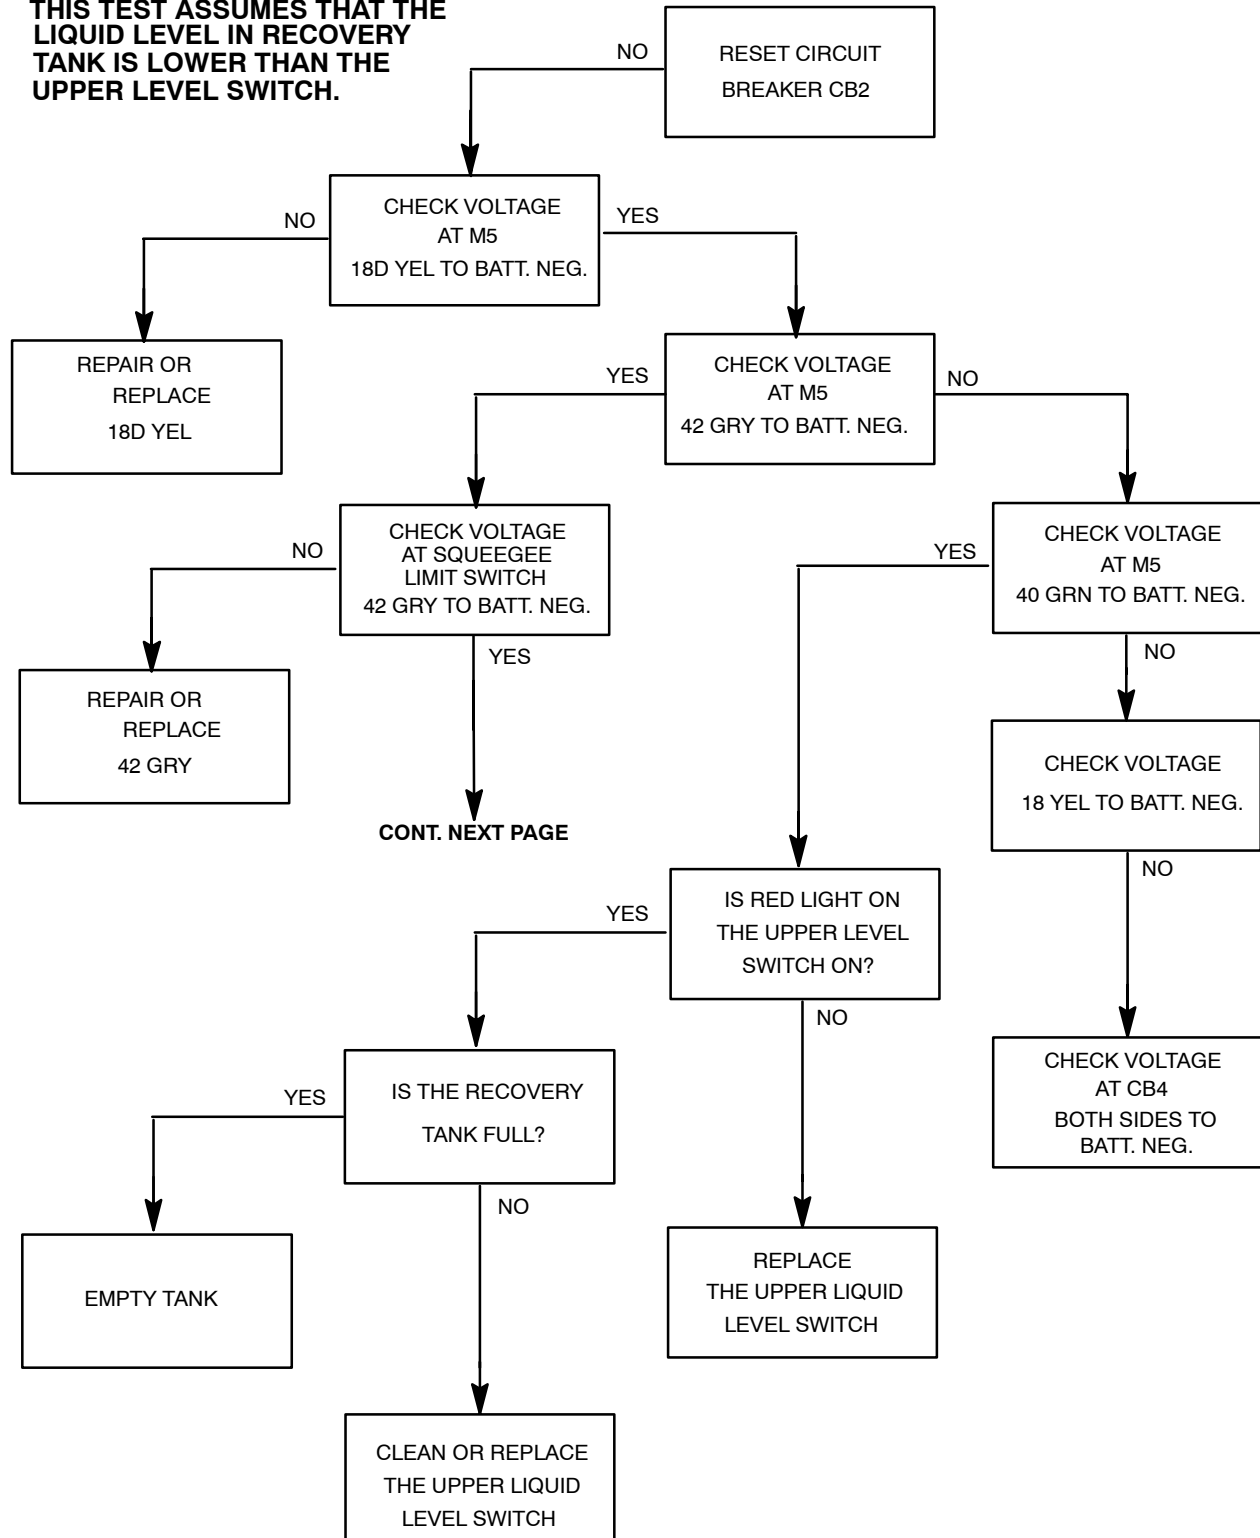 THIS TEST ASSUMES THAT THE
LIQUID LEVEL IN RECOVERY
TANK IS LOWER THAN THE
UPPER LEVEL SWITCH.
NO
RESET CIRCUIT
BREAKER CB2
NO
CHECK VOLTAGE
AT M5
18D YEL TO BATT. NEG.
YES
REPAIR OR
REPLACE
18D YEL
YES
CHECK VOLTAGE
AT M5
42 GRY TO BATT. NEG.
NO
NO
CHECK VOLTAGE
AT SQUEEGEE
LIMIT SWITCH
42 GRY TO BATT. NEG.
YES
YES
CHECK VOLTAGE
AT M5
40 GRN TO BATT. NEG.
NO
REPAIR OR
REPLACE
42 GRY
CONT. NEXT PAGE
CHECK VOLTAGE
18 YEL TO BATT. NEG.
NO
YES
IS RED LIGHT ON
THE UPPER LEVEL
SWITCH ON?
NO
CHECK VOLTAGE
AT CB4
BOTH SIDES TO
BATT. NEG.
YES
IS THE RECOVERY
TANK FULL?
NO
EMPTY TANK
REPLACE
THE UPPER LIQUID
LEVEL SWITCH
CLEAN OR REPLACE
THE UPPER LIQUID
LEVEL SWITCH